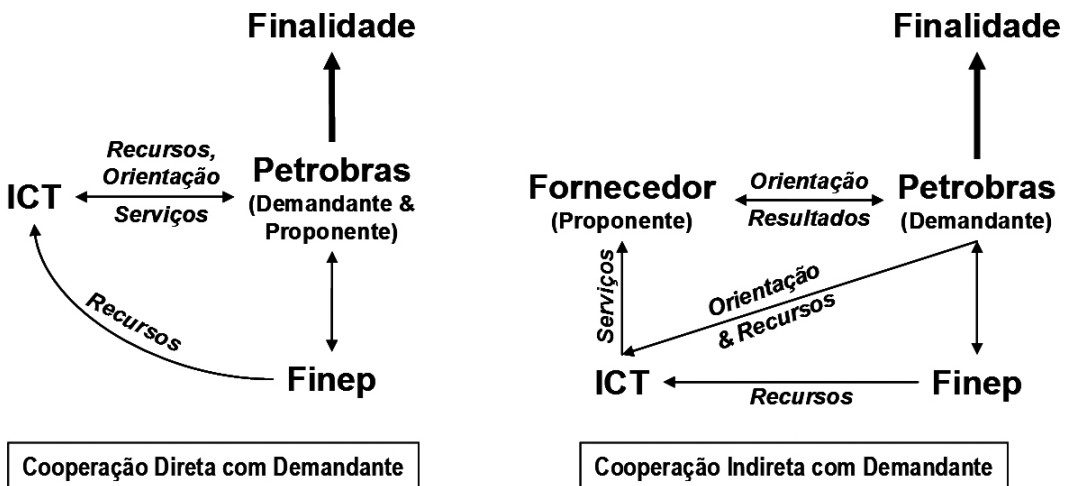 Finalidade
Recursos,
Orientação
Serviços
ICT
Petrobras
(Demandante &
Proponente)
Recursos
Finep
Cooperação Direta com Demandante
Finalidade
Fornecedor
(Proponente)
Orientação
Resultados
Petrobras
(Demandante)
Serviços
Orientação
& Recursos
ICT
Recursos
Finep
Cooperação Indireta com Demandante